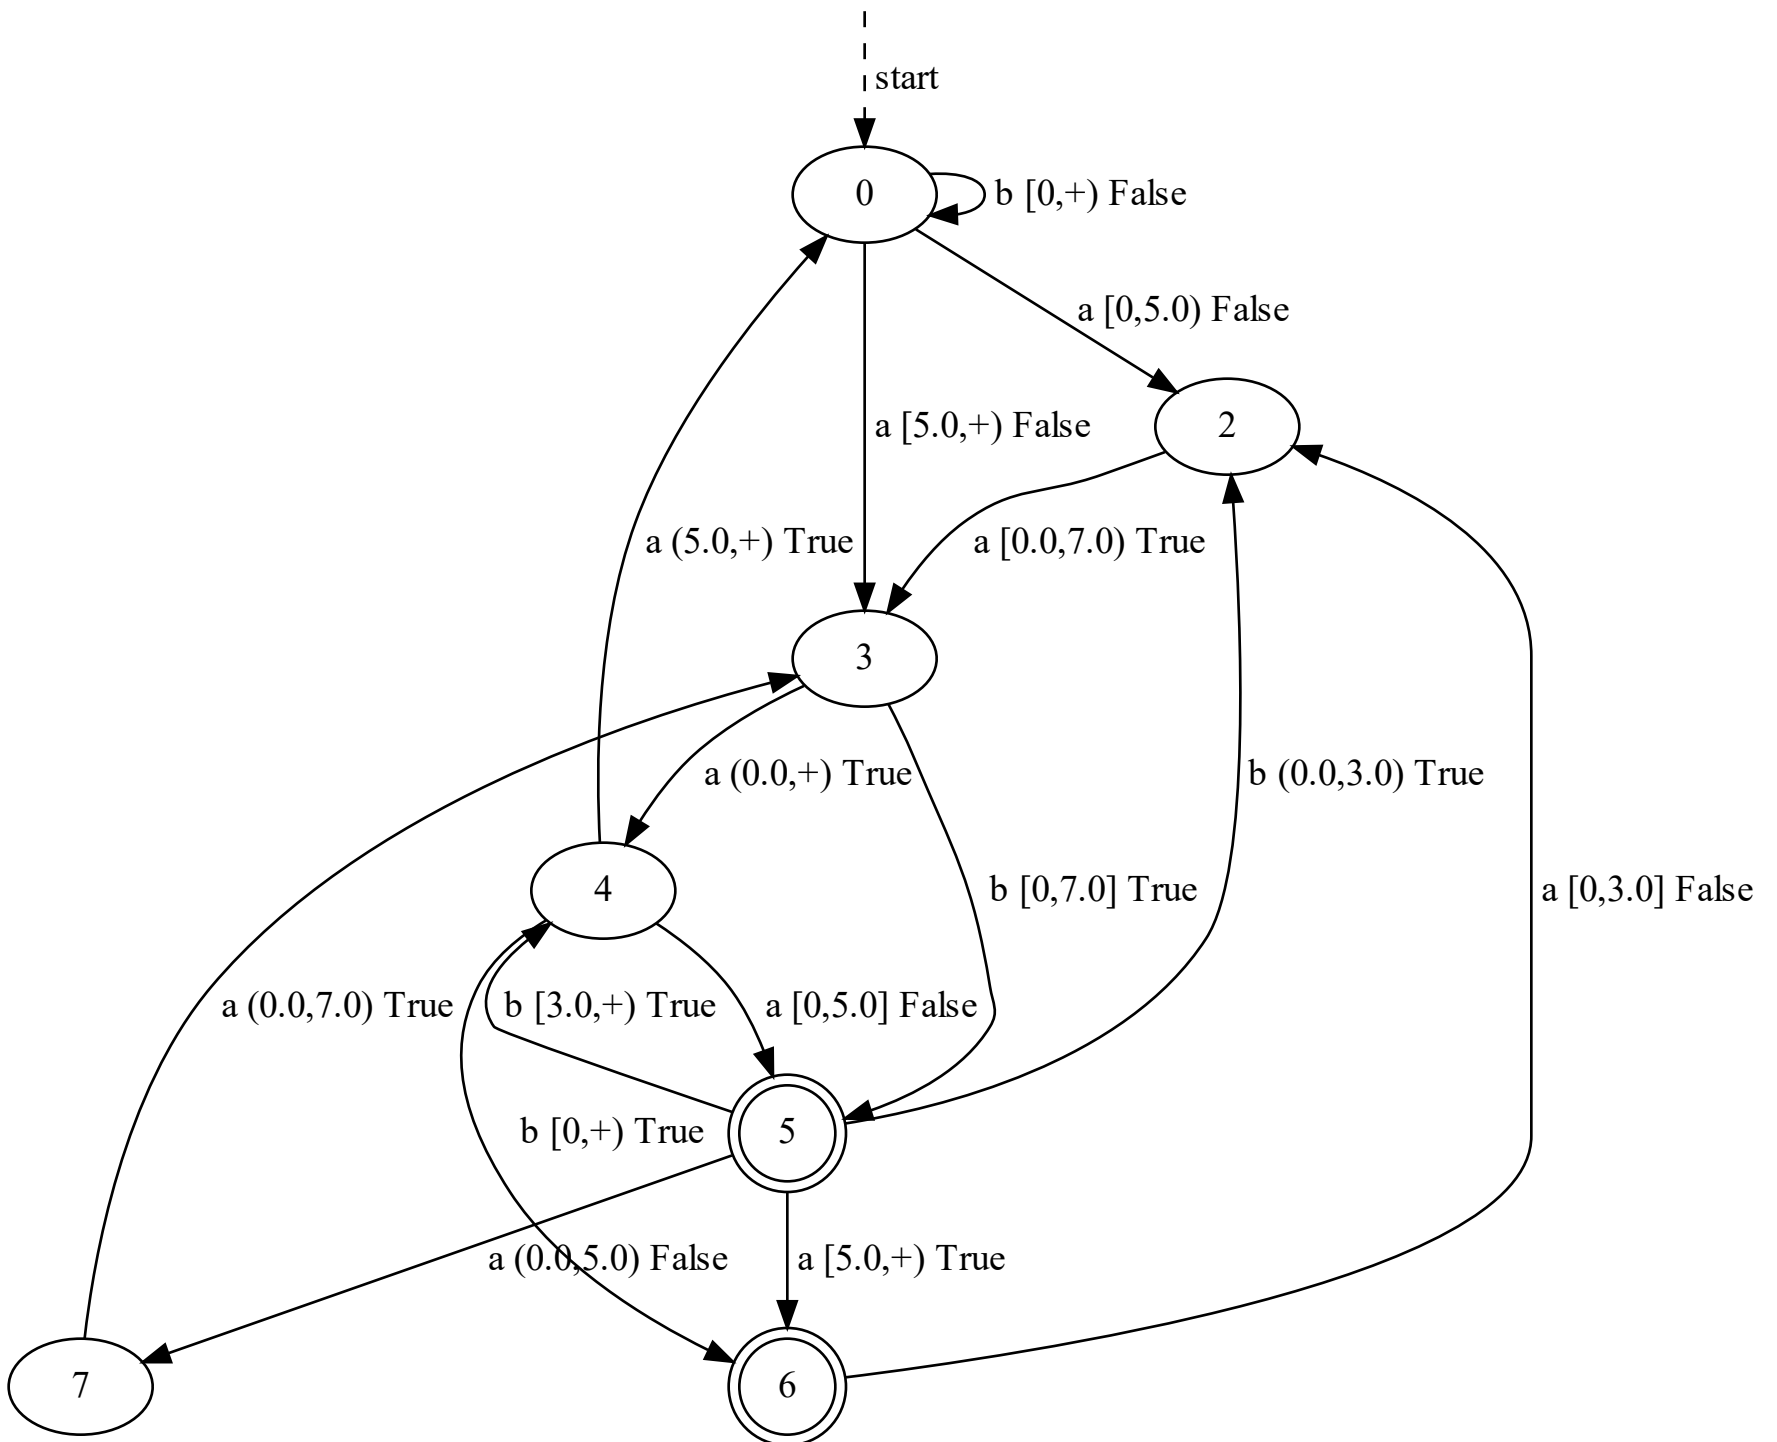 start
0
b [0,+) False
a [0,5.0) False
a [5.0,+) False
2
a (5.0,+) True
a [0.0,7.0) True
3
a (0.0,+) True
b (0.0,3.0) True
4
b [0,7.0] True
a [0,3.0] False
a (0.0,7.0) True
b [3.0,+) True
a [0,5.0] False
b [0,+) True
5
a (0.0,5.0) False
a [5.0,+) True
7
6